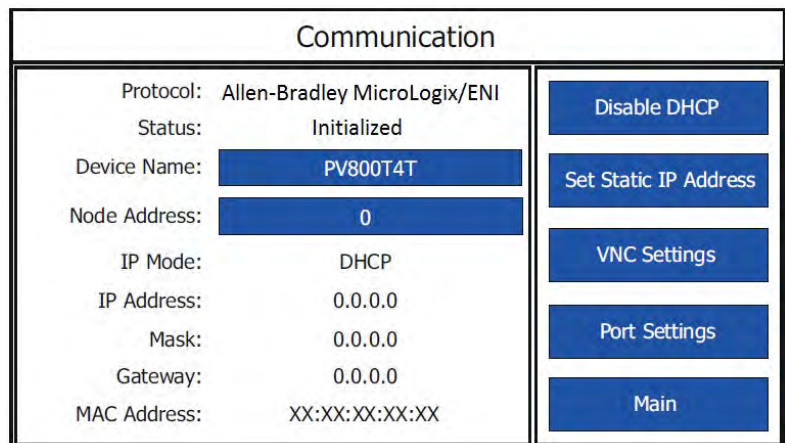 Communication
Protocol: Allen-Bradley MicroLogix/ENI
Status: Initialized
Device Name: PV800T4T
Node Address: 0
IP Mode: DHCP
IP Address: 0.0.0.0
Mask: 0.0.0.0
Gateway: 0.0.0.0
MAC Address: XX:XX:XX:XX:XX
Disable DHCP
Set Static IP Address
VNC Settings
Port Settings
Main